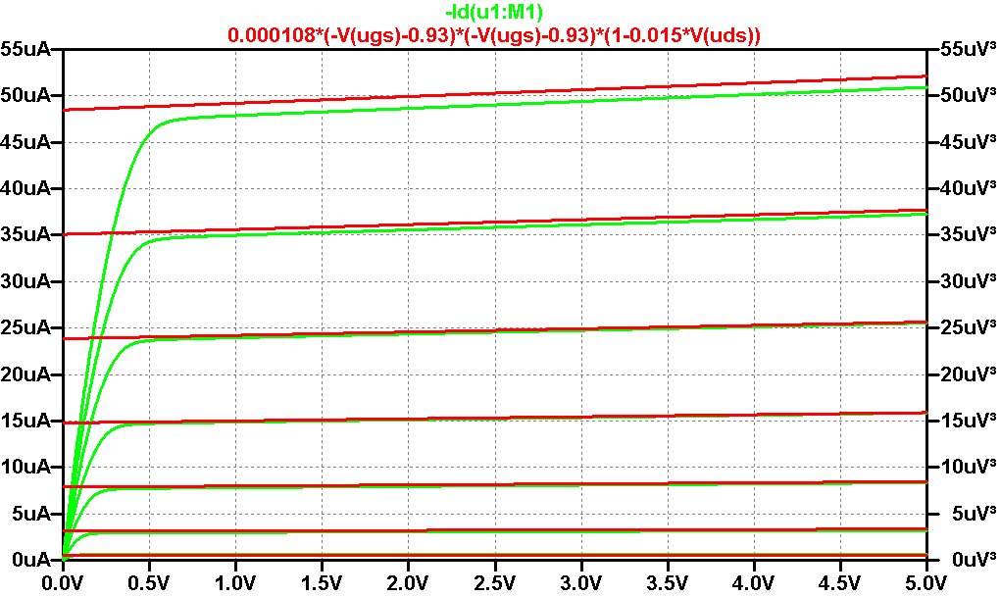 -Id(u1:M1)
0.000108*(-V(ugs)-0.93)*(-V(ugs)-0.93)*(1-0.015*V(uds))
55uA 55uV³
50uA 50uV³
45uA 45uV³
40uA 40uV³
35uA 35uV³
30uA 30uV³
25uA 25uV³
20uA 20uV³
15uA 15uV³
10uA 10uV³
5uA 5uV³
0uA 0uV³
0.0V 0.5V 1.0V 1.5V 2.0V 2.5V 3.0V 3.5V 4.0V 4.5V 5.0V